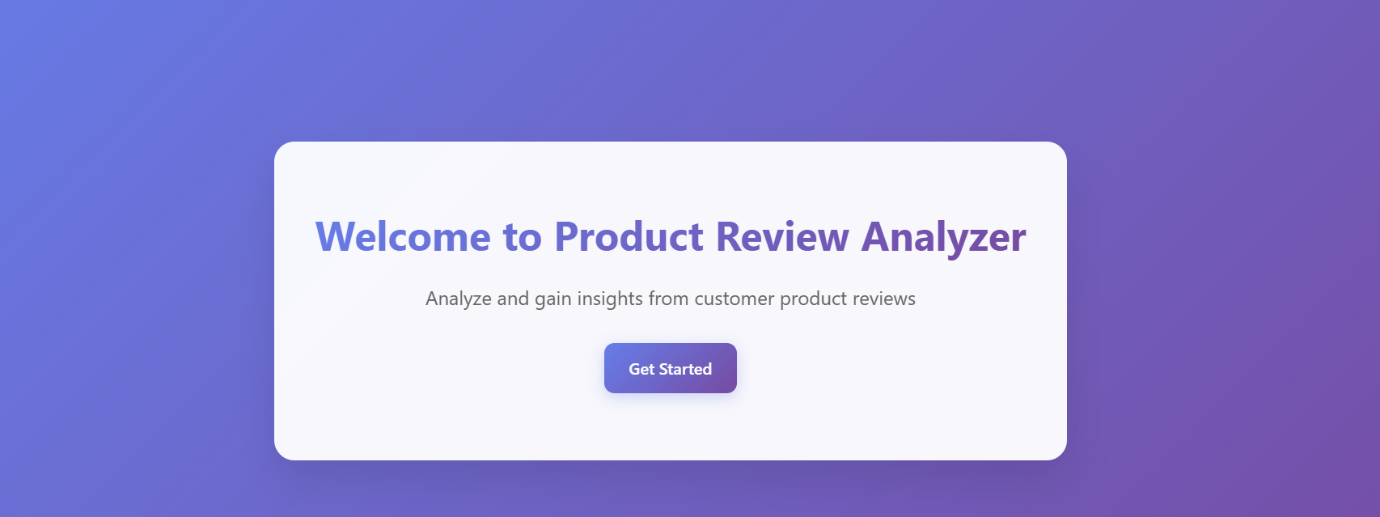 Welcome to Product Review Analyzer
Analyze and gain insights from customer product reviews
Get Started